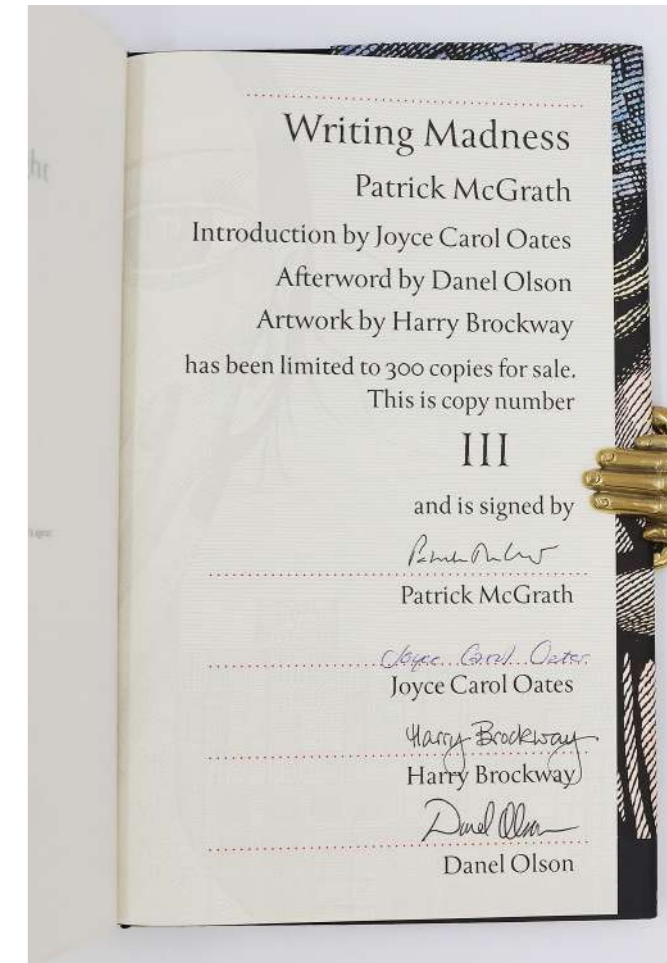 Writing Madness
Patrick McGrath
Introduction by Joyce Carol Oates
Afterword by Danel Olson
Artwork by Harry Brockway
has been limited to 300 copies for sale.
This is copy number
III
and is signed by
Patrick McGrath
Joyce Carol Oates
Joyce Carol Oates
Harry Brockway
Harry Brockway
Danel Olson
Danel Olson